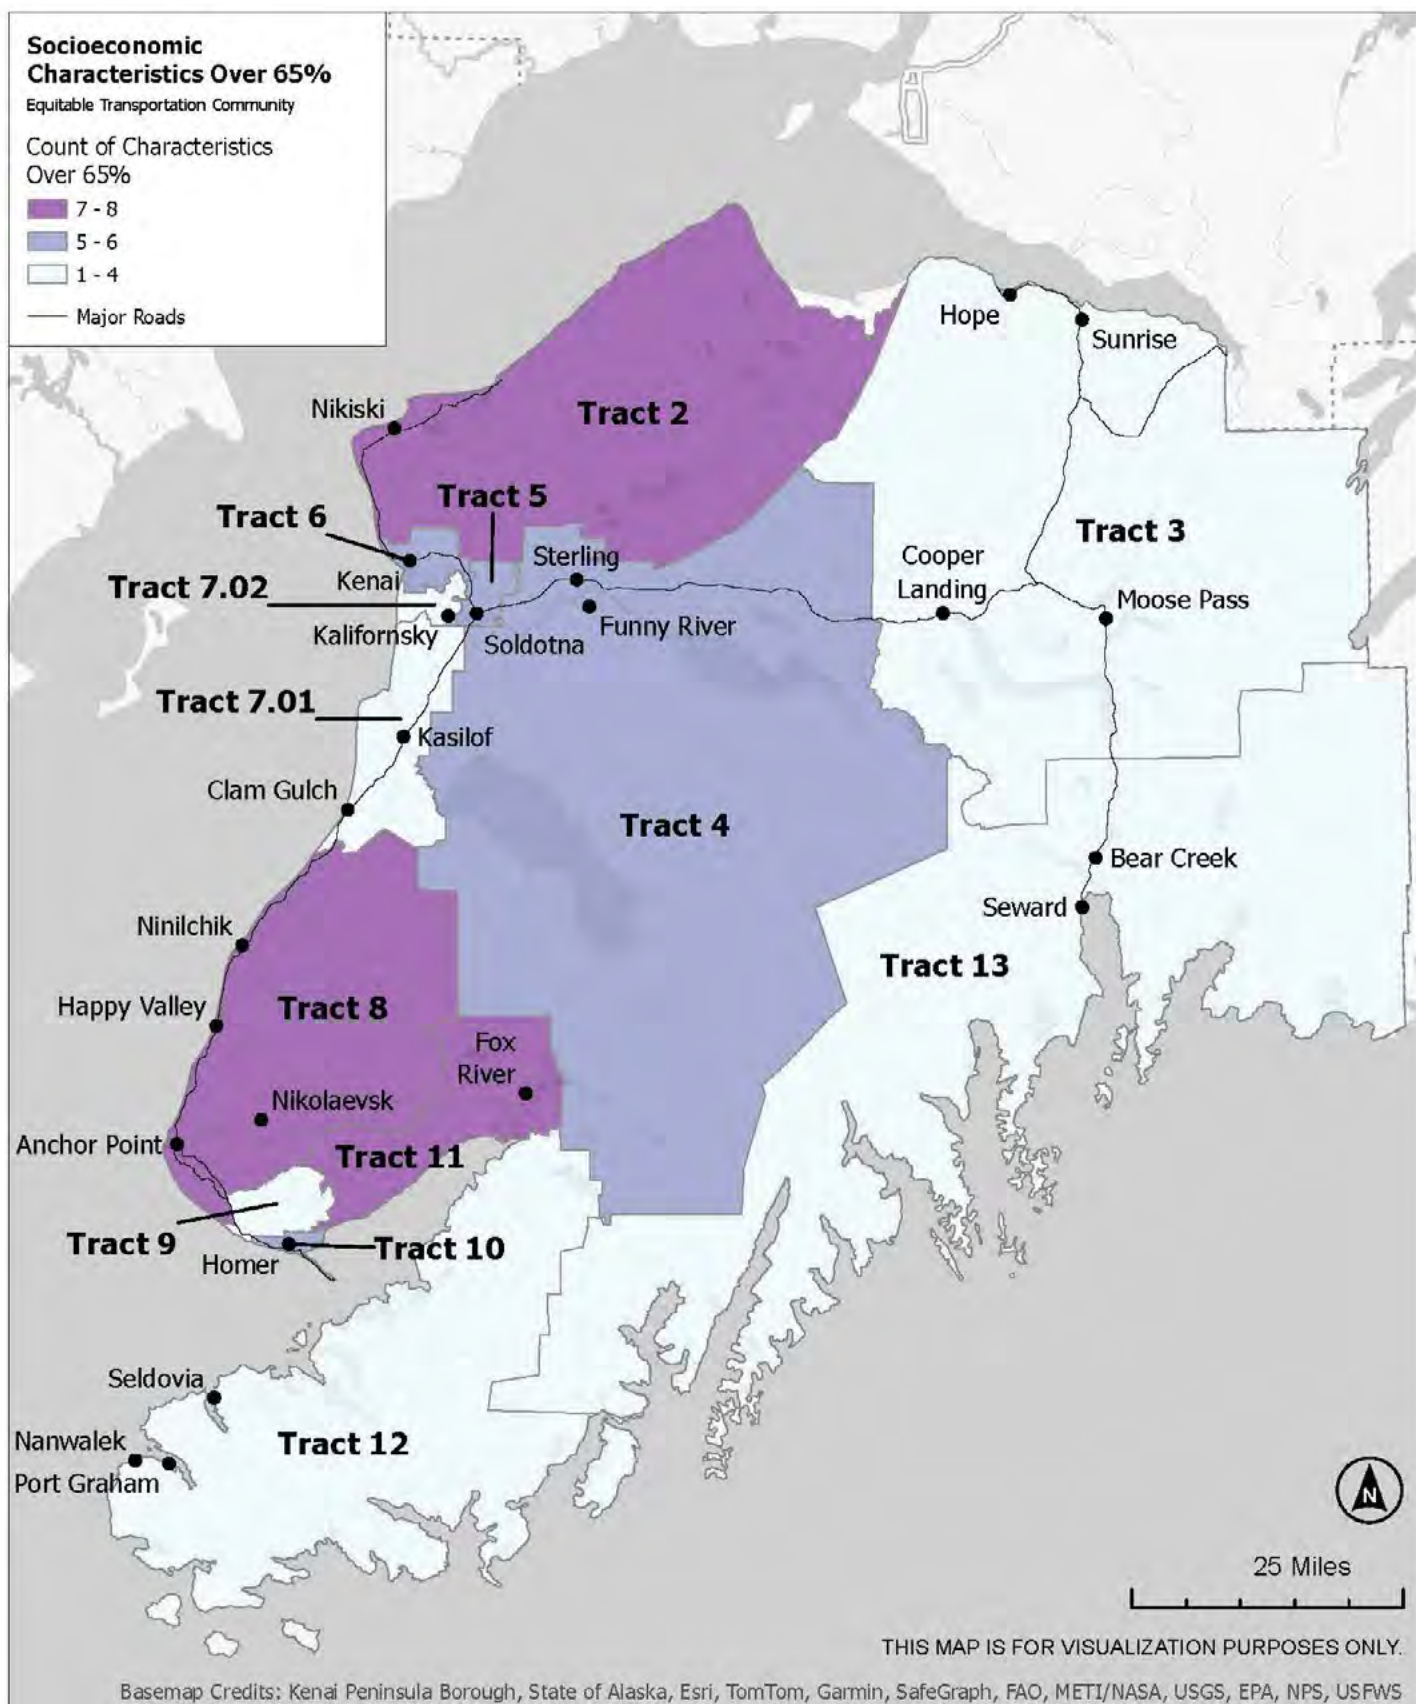 Socioeconomic
Characteristics Over 65%
Equitable Transportation Community
Count of Characteristics
Over 65%
7 - 8
5 - 6
1 - 4
Major Roads
Hope
Sunrise
Nikiski
Tract 2
Tract 5
Tract 6
Tract 3
Sterling
Cooper
Landing
Kenai
Tract 7.02
Moose Pass
Funny River
Kalifornsky
Soldotna
Tract 7.01
Kasilof
Clam Gulch
Tract 4
Bear Creek
Seward
Ninilchik
Tract 13
Happy Valley
Tract 8
Fox
River
Nikolaevsk
Anchor Point
Tract 11
Tract 9
Tract 10
Homer
Seldovia
Nanwalek
Tract 12
Port Graham
N
25 Miles
THIS MAP IS FOR VISUALIZATION PURPOSES ONLY.
Basemap Credits: Kenai Peninsula Borough, State of Alaska, Esri, TomTom, Garmin, SafeGraph, FAO, METI/NASA, USGS, EPA, NPS, USFWS